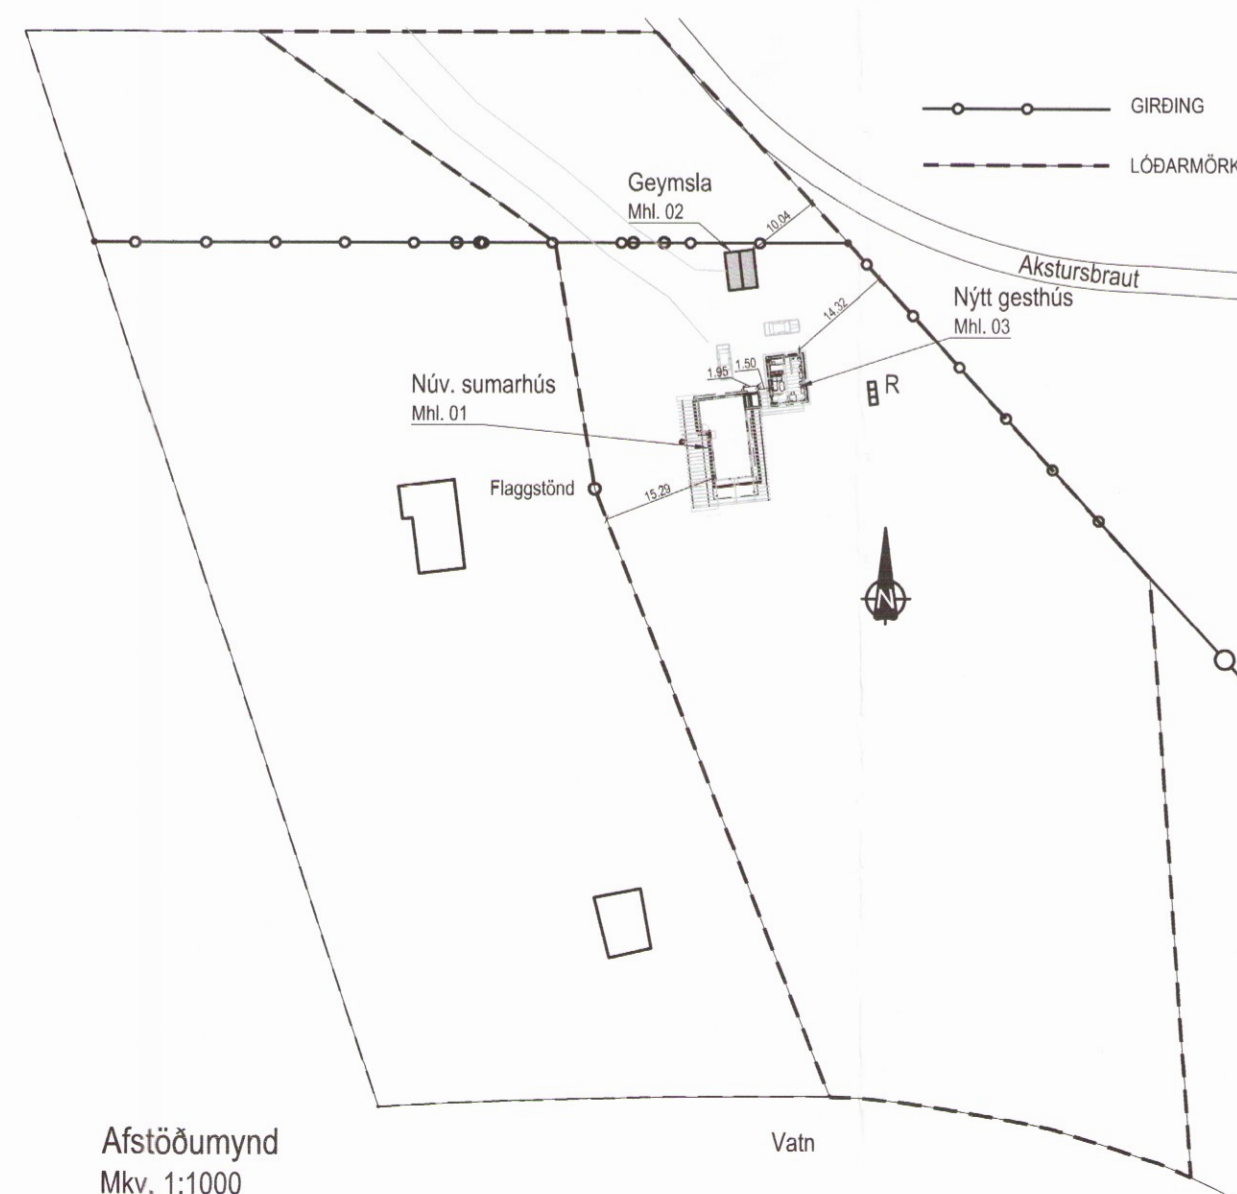 GIRÐING
LÓÐARMÖRK
Geymsla
Mhl. 02
10.04
Akstursbraut
Nýtt gesthús
Mhl. 03
14.32
1.95
1.50
R
Núv. sumarhús
Mhl. 01
Flaggstönd
15.29
N
Vatn
Afstöðumynd
Mkv. 1:1000